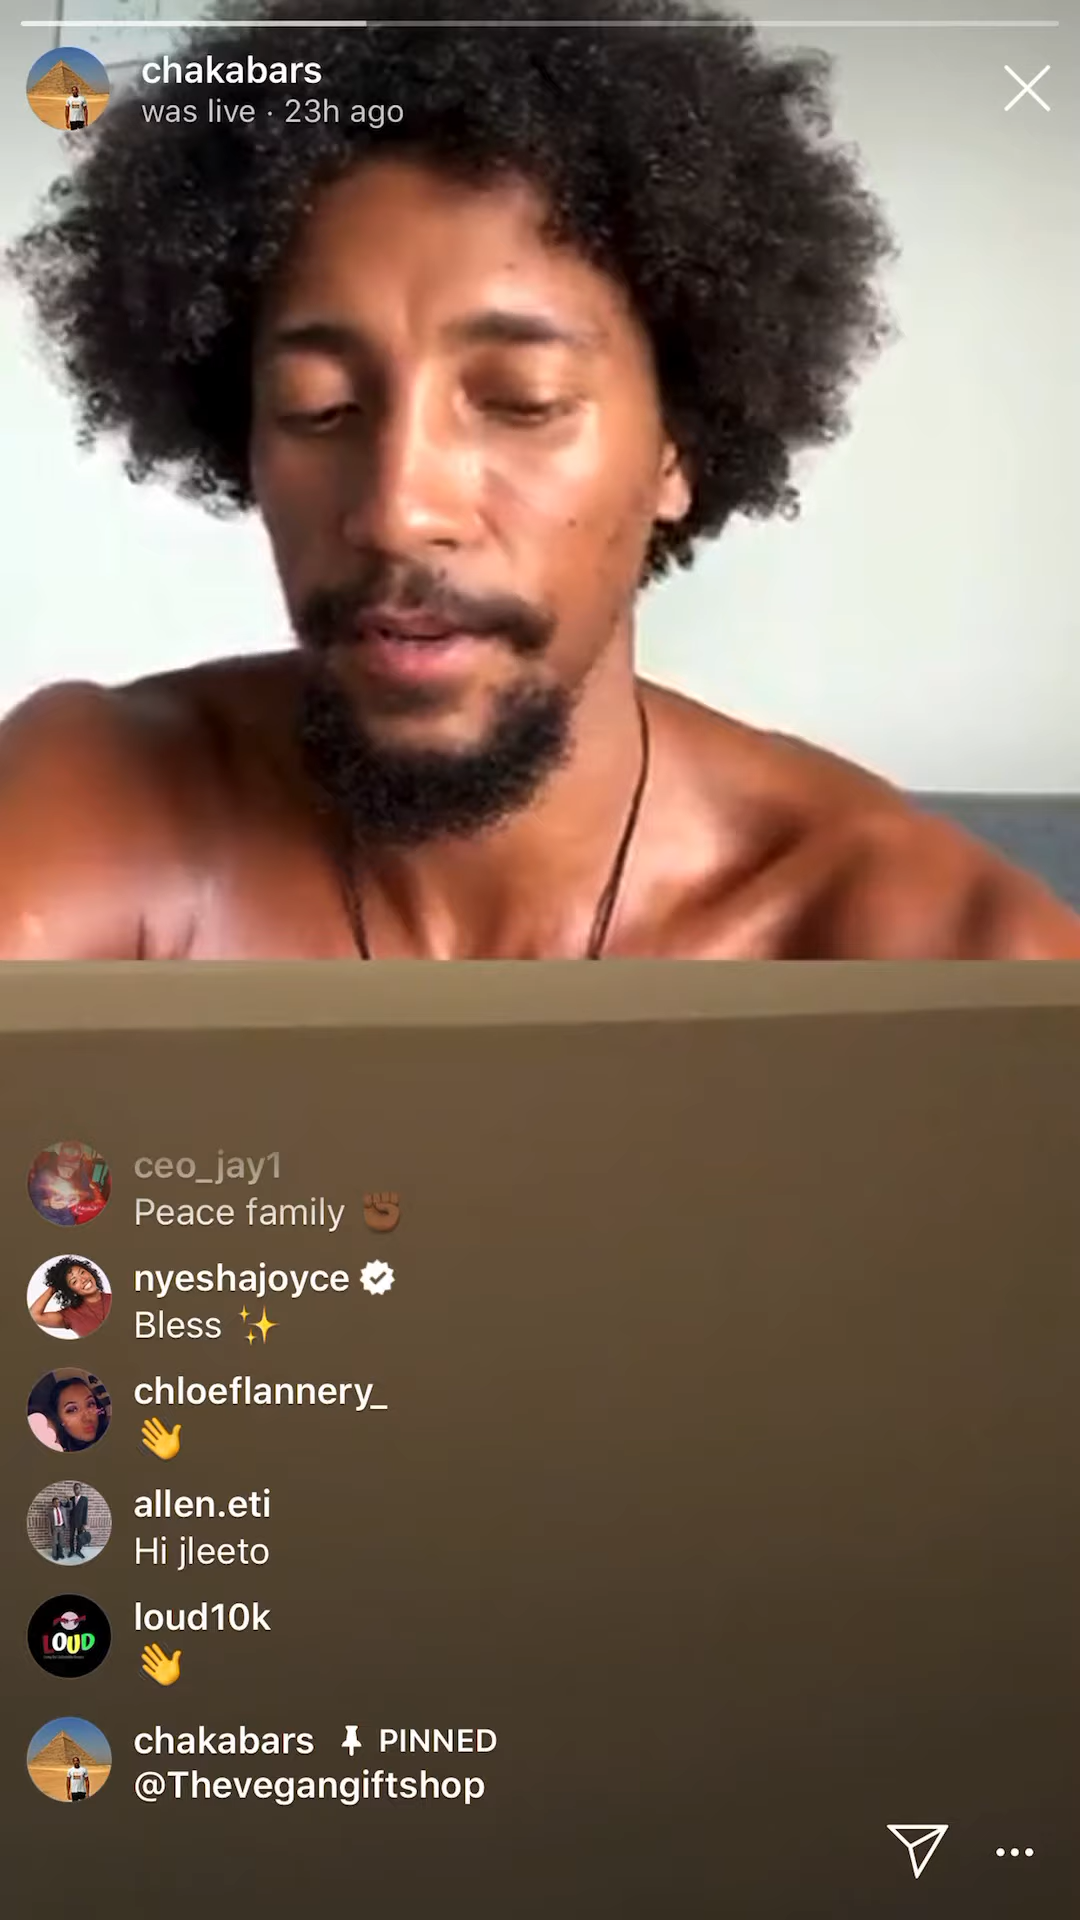 chakabars
was live · 23h ago
ceo_jay1
Peace family ✊🏾
nyeshajoyce
Bless ✨
chloeflannery_
👋
allen.eti
Hi jleeto
loud10k
👋
LOUD
chakabars PINNED
@Thevegangiftshop